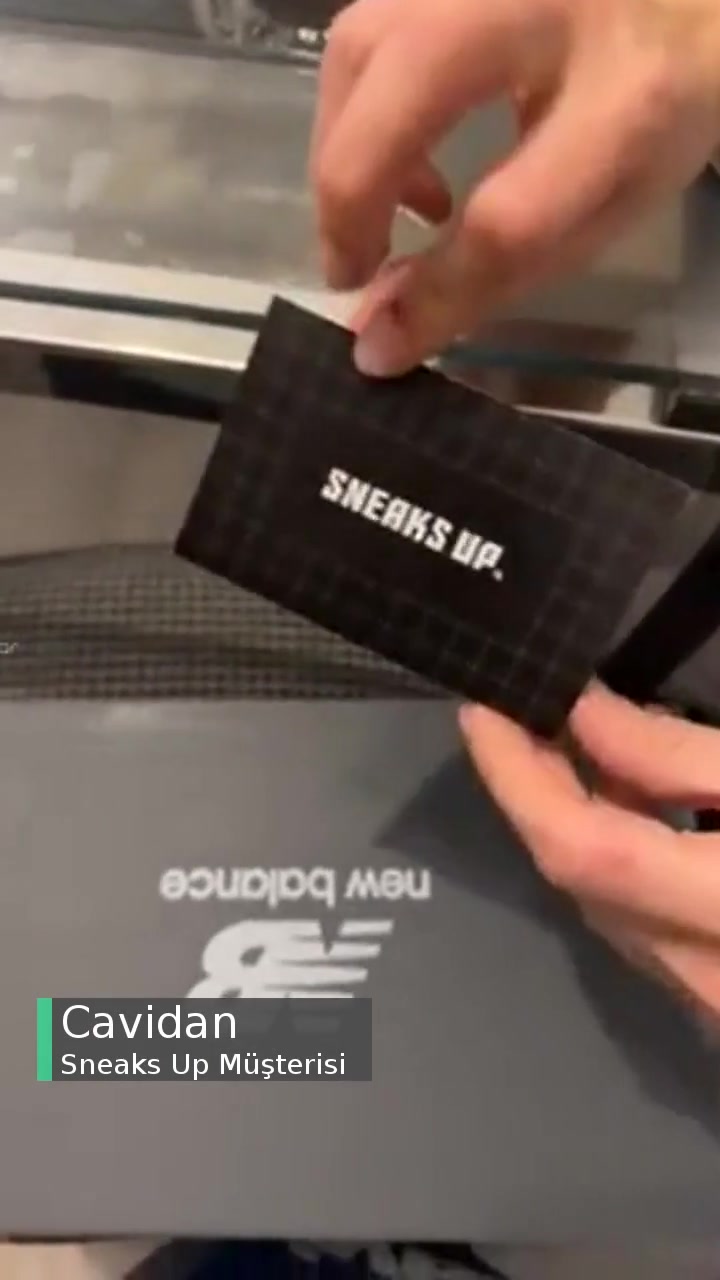 SNEAKS UP.
new balance
Cavidan
Sneaks Up Müşterisi